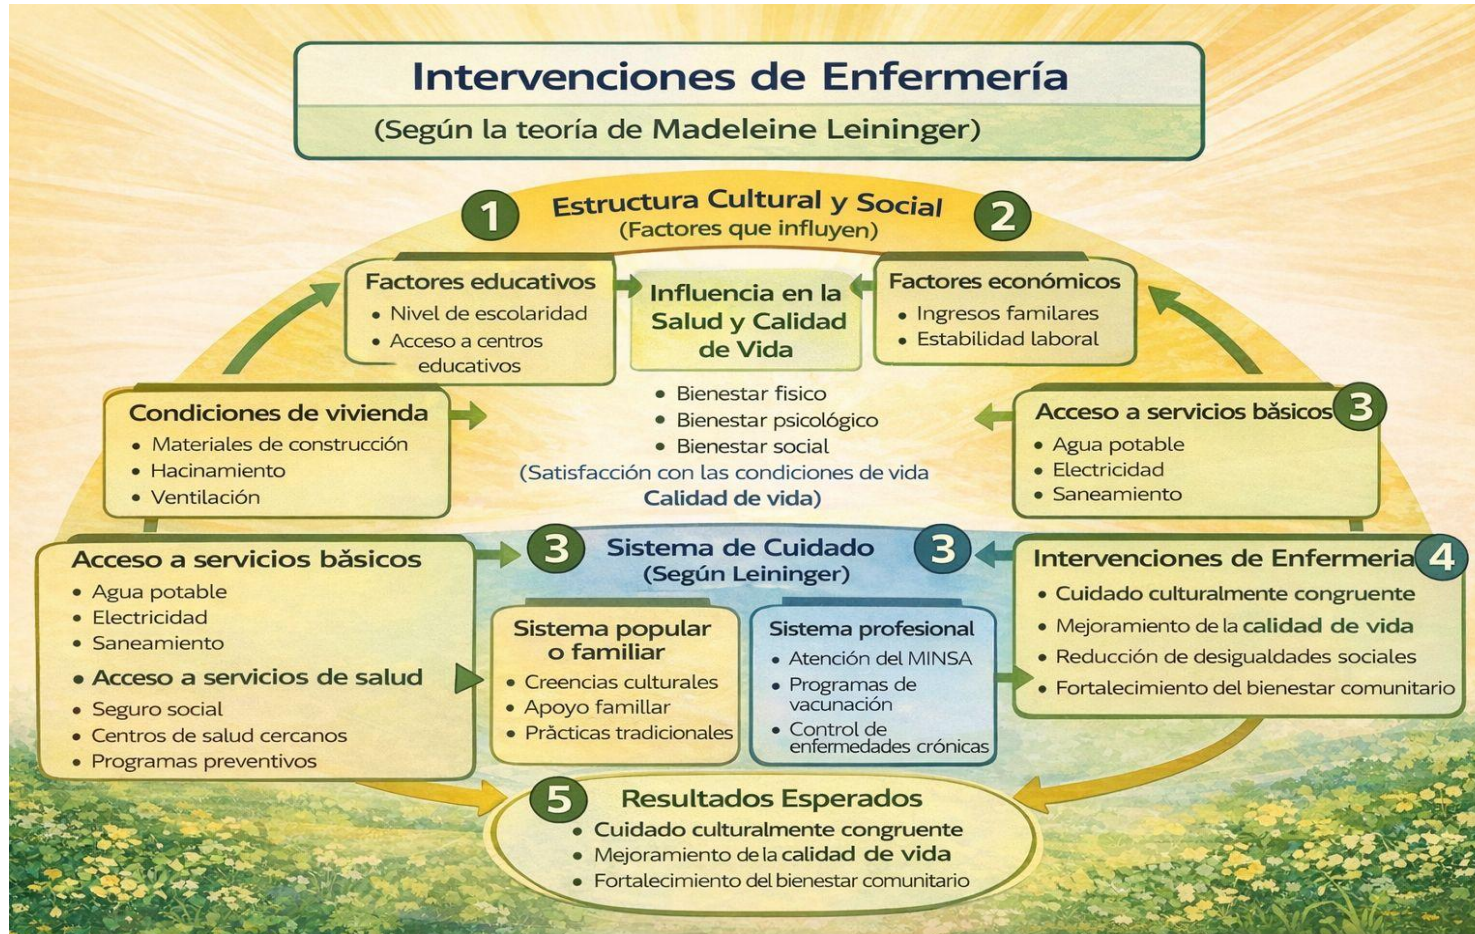 Intervenciones de Enfermería
(Según la teoría de Madeleine Leininger)
1
Estructura Cultural y Social
(Factores que influyen)
2
Factores educativos
• Nivel de escolaridad
• Acceso a centros
educativos
Influencia en la
Salud y Calidad
de Vida
Factores económicos
• Ingresos familares
• Estabilidad laboral
Condiciones de vivienda
• Materiales de construcción
• Hacinamiento
• Ventilación
• Bienestar fisico
• Bienestar psicológico
• Bienestar social
(Satisfacción con las condiciones de vida
Calidad de vida)
Acceso a servicios bǎsicos
3
• Agua potable
• Electricidad
• Saneamiento
Acceso a servicios bǎsicos
• Agua potable
• Electricidad
• Saneamiento
• Acceso a servicios de salud
• Seguro social
• Centros de salud cercanos
• Programas preventivos
3
Sistema de Cuidado
(Según Leininger)
3
Sistema popular
o familiar
• Creencias culturales
• Apoyo famillar
• Prǎcticas tradicionales
Sistema profesional
• Atención del MINSA
• Programas de
vacunación
• Control de
enfermedades crónicas
Intervenciones de Enfermeria
4
• Cuidado culturalmente congruente
• Mejoramiento de la calidad de vida
• Reducción de desigualdades sociales
• Fortalecimiento del bienestar comunitario
5
Resultados Esperados
• Cuidado culturalmente congruente
• Mejoramiento de la calidad de vida
• Fortalecimiento del bienestar comunitario